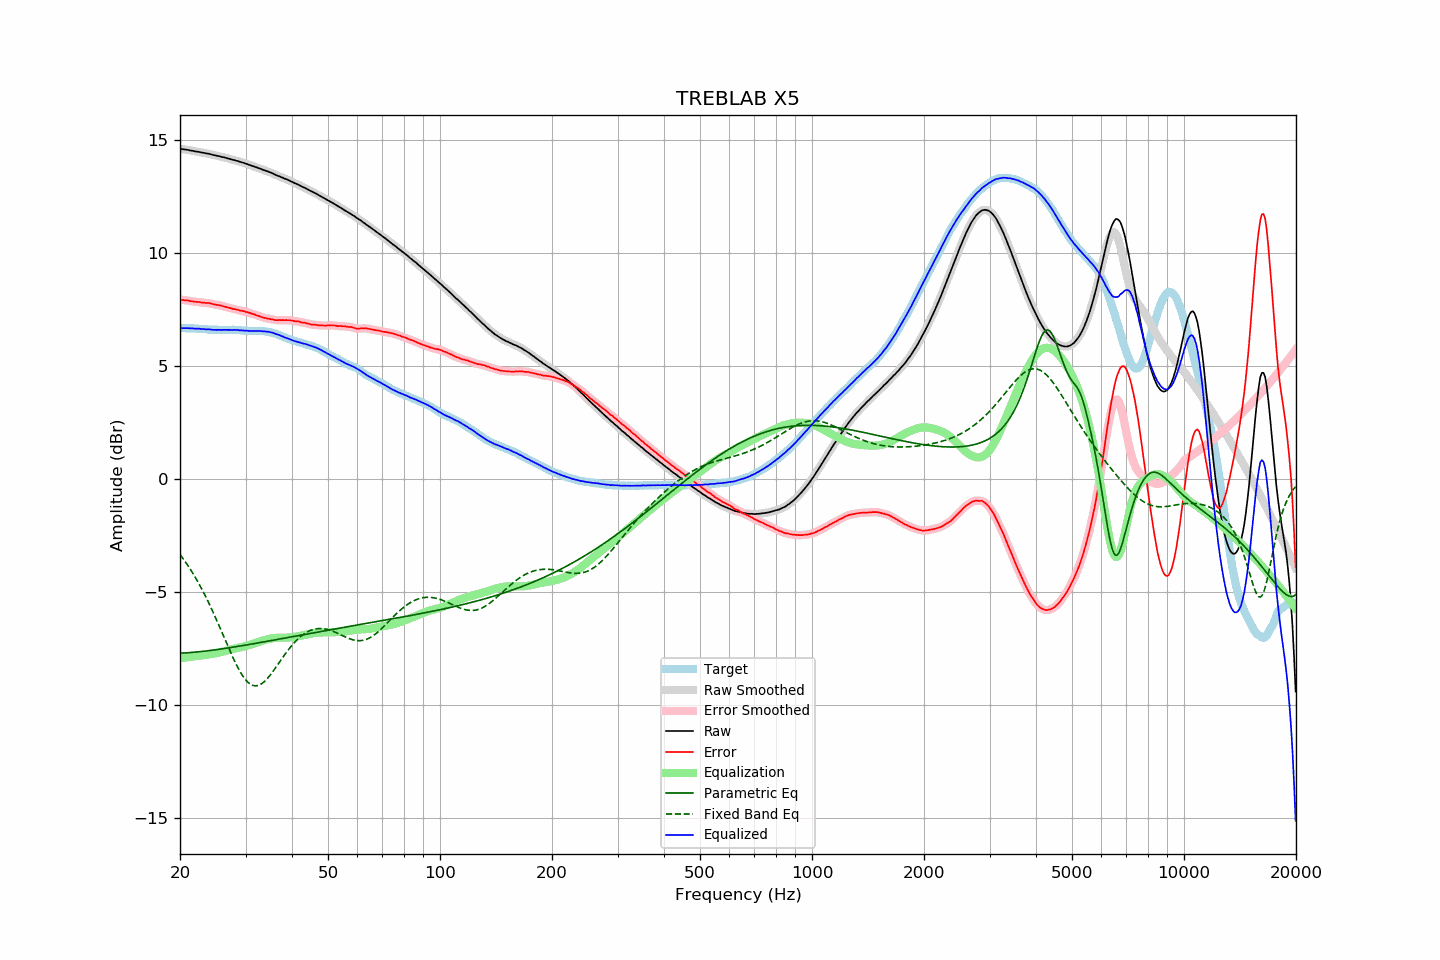 TREBLAB X5
Amplitude (dBr)
15
10
5
0
−5
−10
−15
Target
Raw Smoothed
Error Smoothed
Raw
Error
Equalization
Parametric Eq
Fixed Band Eq
Equalized
20
50
100
200
500
1000
2000
5000
10000
20000
Frequency (Hz)